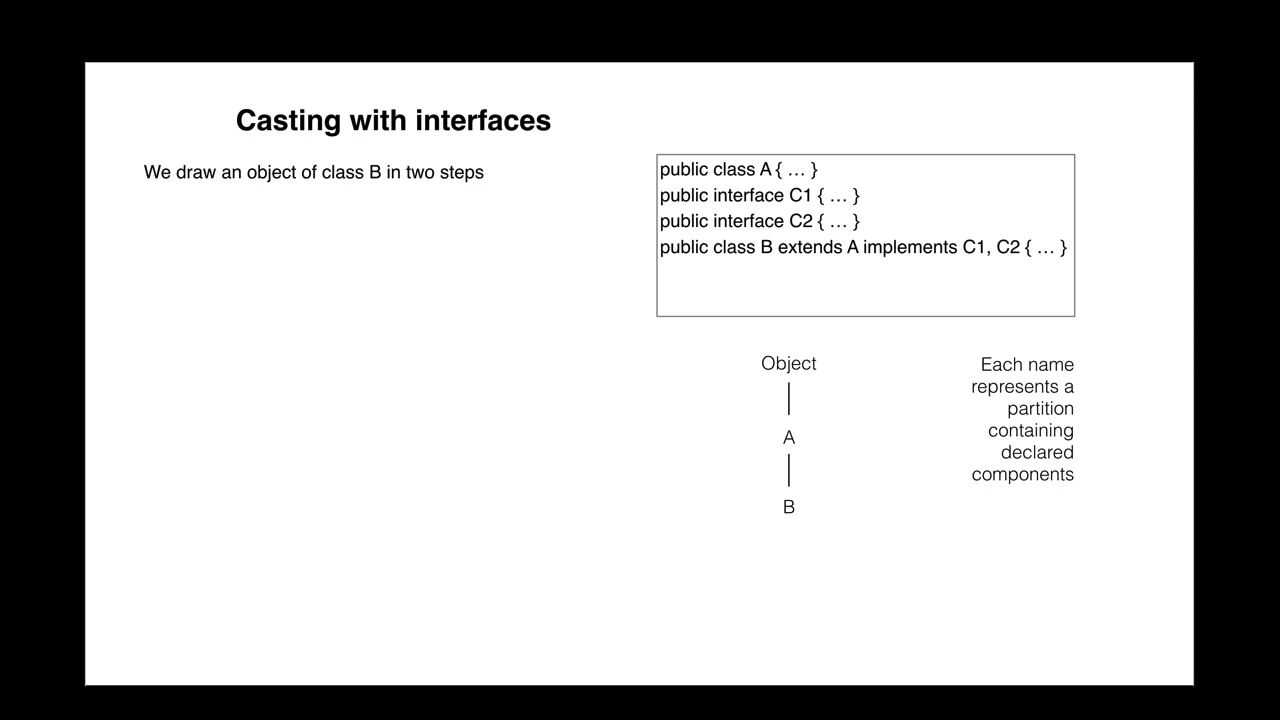 Casting with interfaces
We draw an object of class B in two steps
public class A { … }
public interface C1 { … }
public interface C2 { … }
public class B extends A implements C1, C2 { … }
Object
A
B
Each name
represents a
partition
containing
declared
components